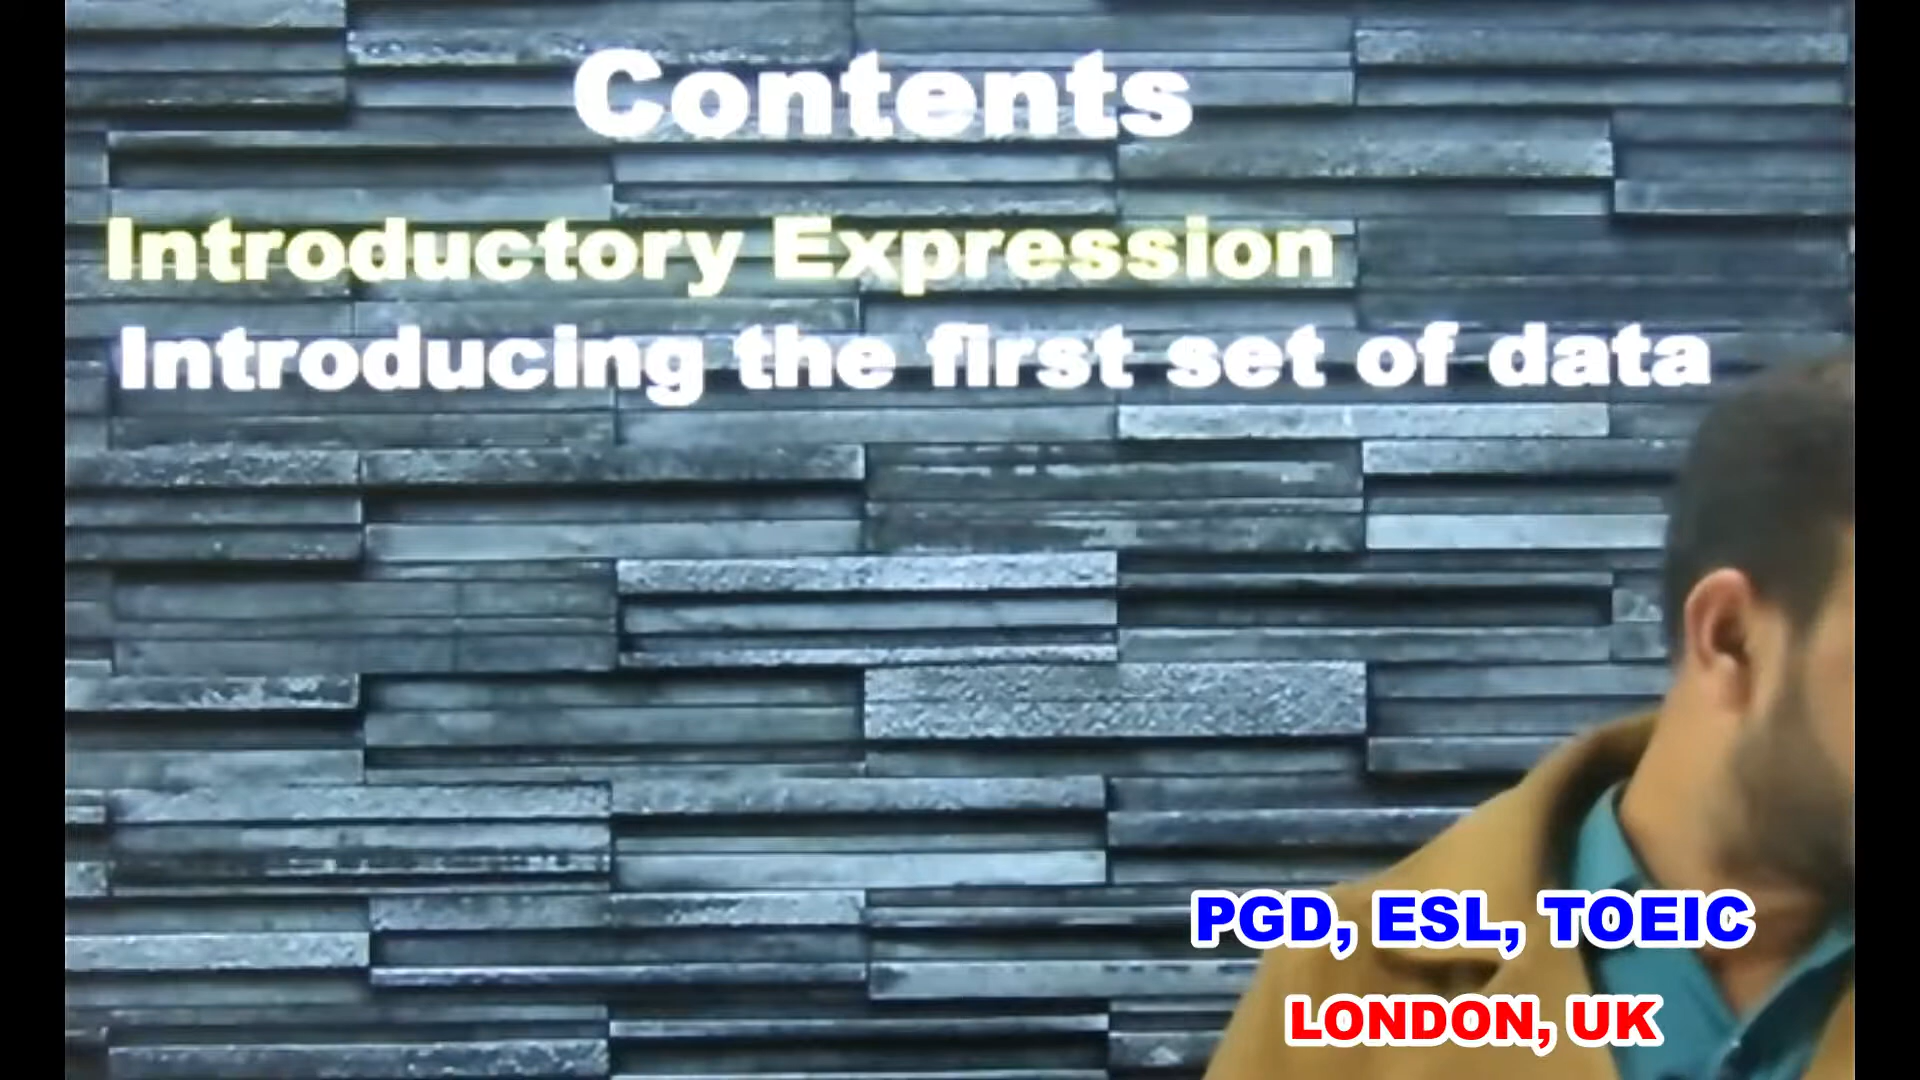 Contents
Introductory Expression
Introducing the first set of data
PGD, ESL, TOEIC
LONDON, UK